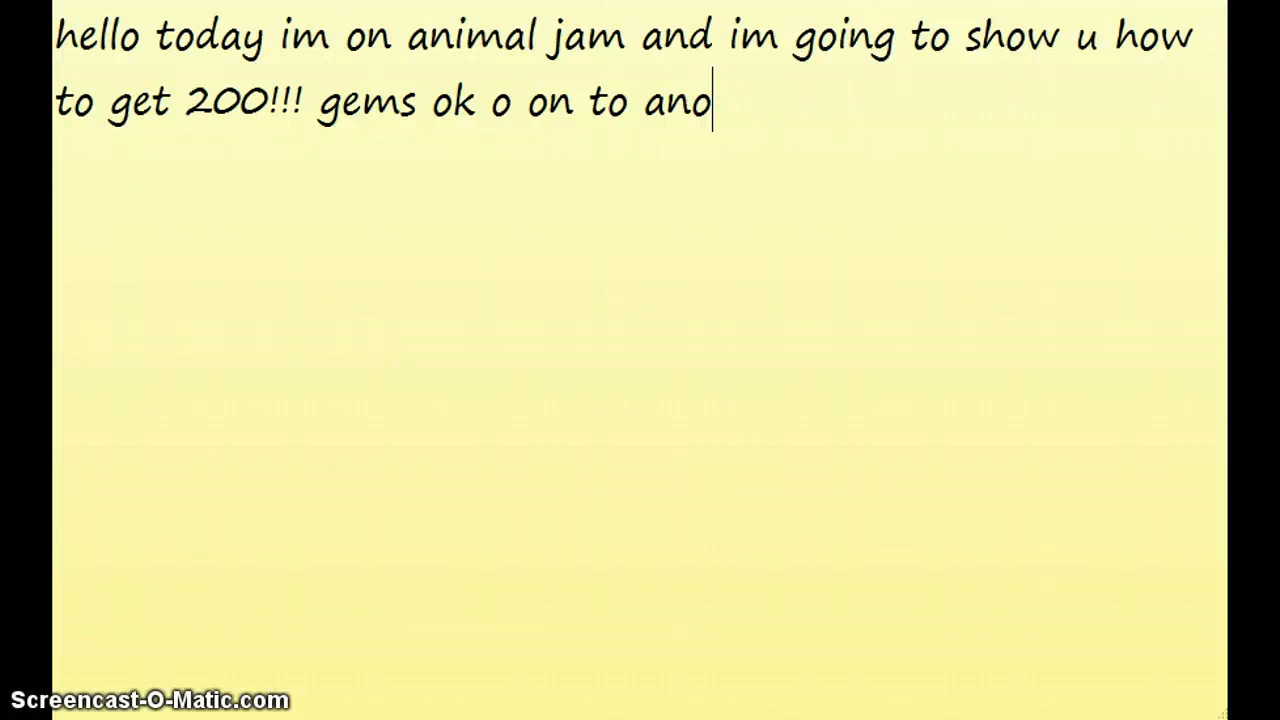 hello today im on animal jam and im going to show u how
to get 200!!! gems ok o on to ano
Screencast-O-Matic.com